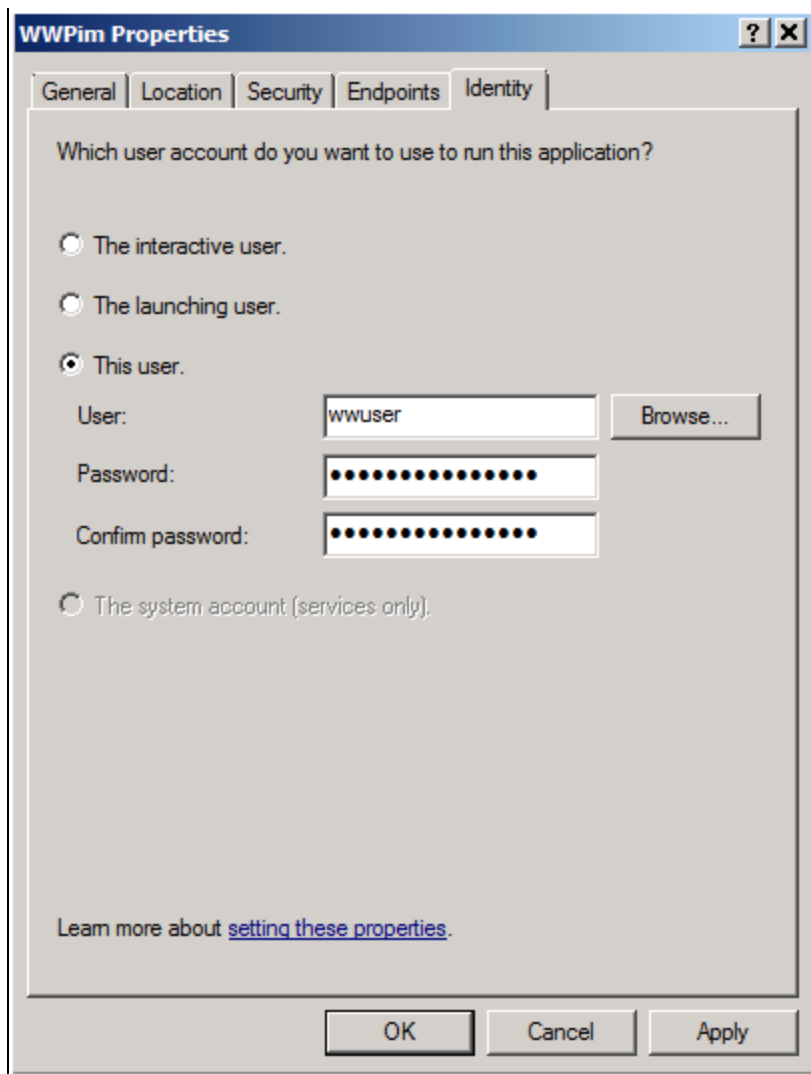 WWPim Properties
General Location Security Endpoints Identity
Which user account do you want to use to run this application?
The interactive user.
The launching user.
This user.
User: wwuser Browse...
Password: •••••••••••••••
Confirm password: •••••••••••••••
The system account (services only).
Learn more about setting these properties.
OK Cancel Apply